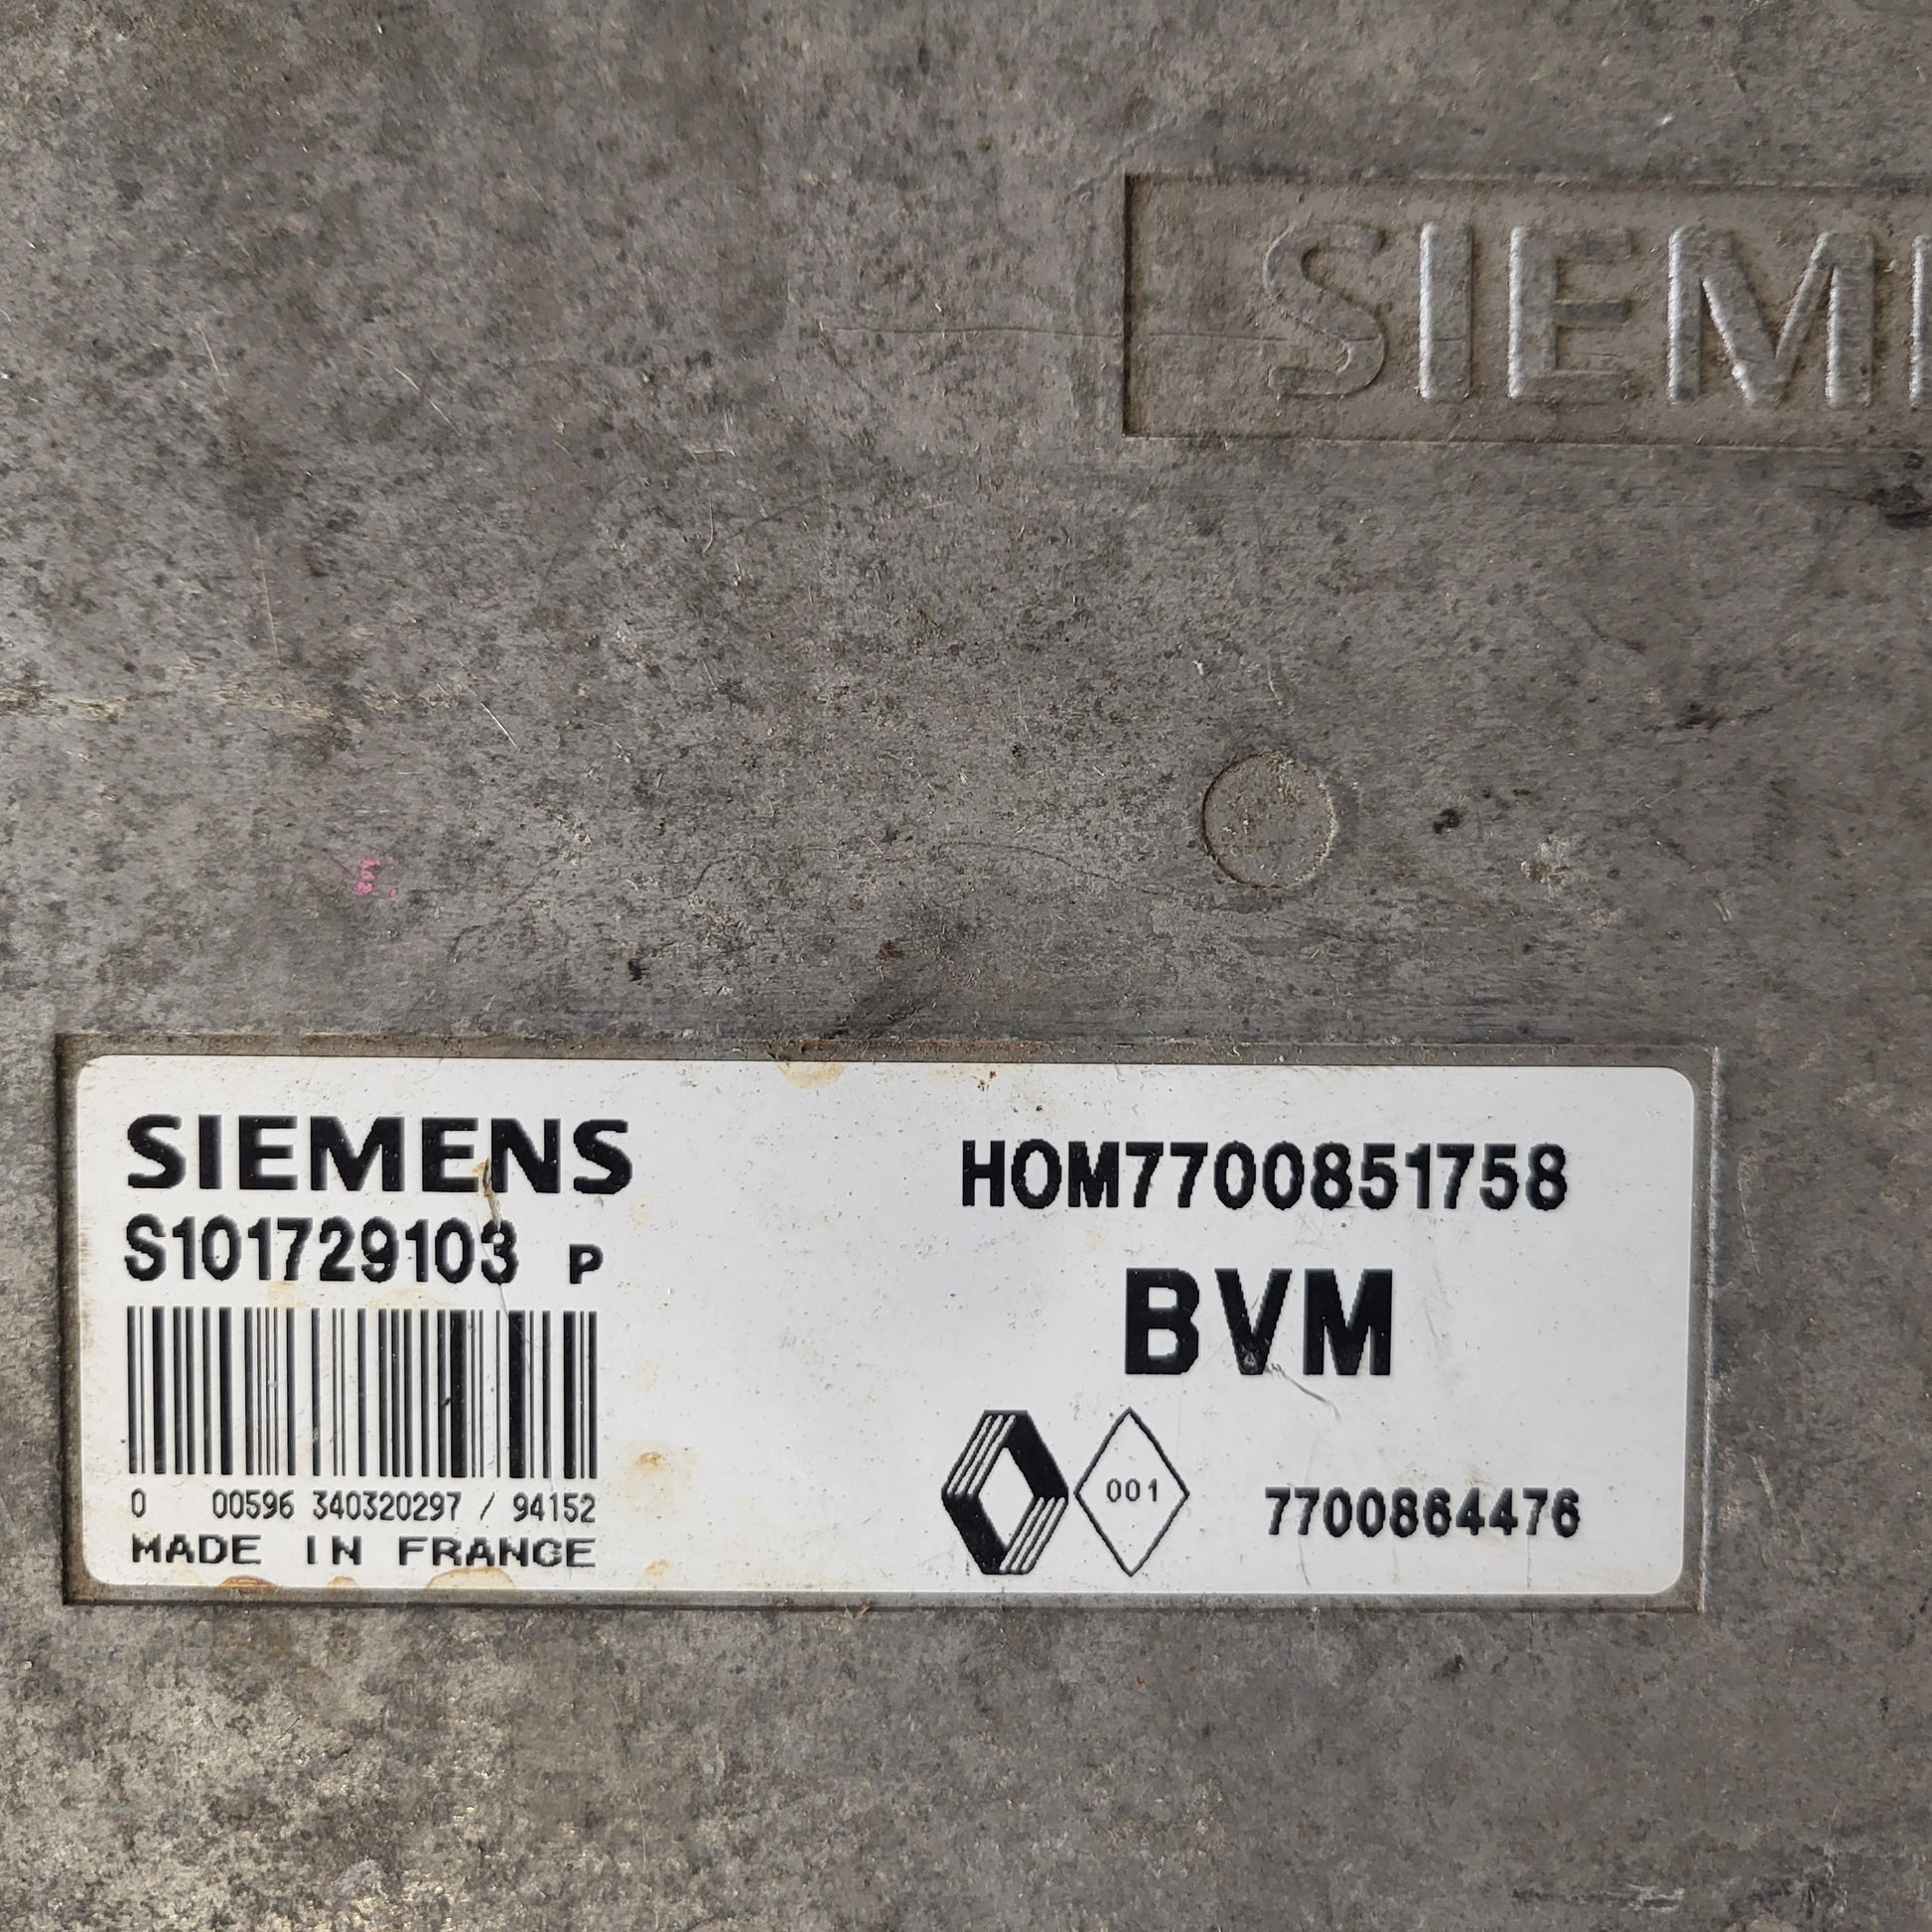 SIEM
SIEMENS
S101729103 P
0 00596 340320297 / 94152
MADE IN FRANCE
HOM7700851758
BVM
001
7700864476